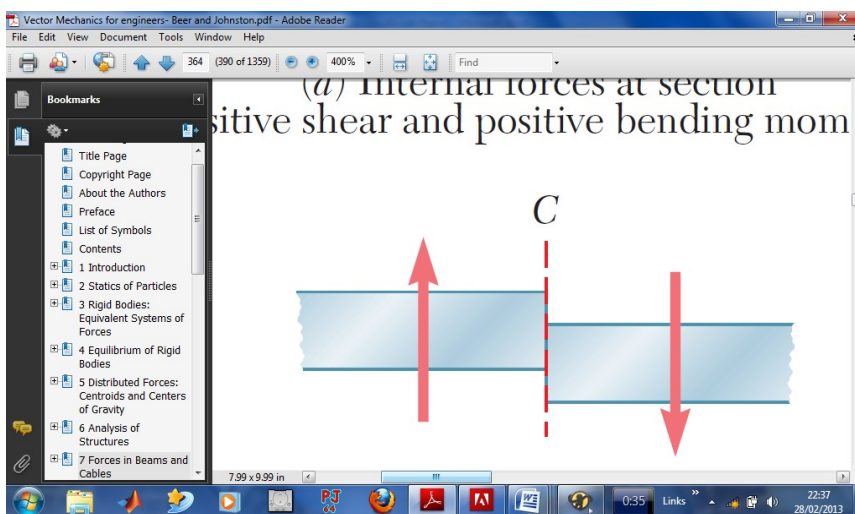 Vector Mechanics for engineers- Beer and Johnston.pdf - Adobe Reader
File Edit View Document Tools Window Help
364 (390 of 1359) 400% Find
Bookmarks
Title Page
Copyright Page
About the Authors
Preface
List of Symbols
Contents
1 Introduction
2 Statics of Particles
3 Rigid Bodies:
Equivalent Systems of
Forces
4 Equilibrium of Rigid
Bodies
5 Distributed Forces:
Centroids and Centers
of Gravity
6 Analysis of
Structures
7 Forces in Beams and
Cables
(a) Internal forces at section
sitive shear and positive bending mom
C
7.99 x 9.99 in
PJ
64
0:35 Links » 22:37
28/02/2013